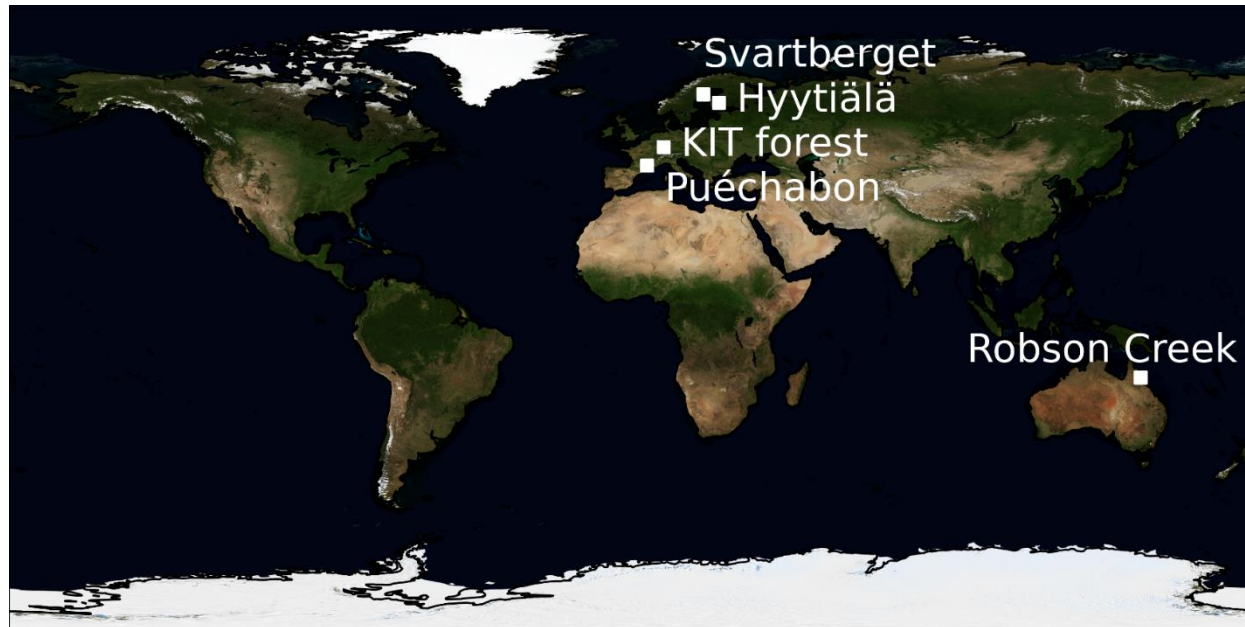 Svartberget
Hyytiälä
KIT forest
Puéchabon
Robson Creek